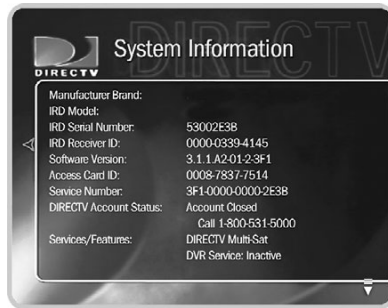 DIRECTV
DIRECTV
System Information
Manufacturer Brand:
IRD Model:
IRD Serial Number: 53002E3B
IRD Receiver ID: 0000-0339-4145
Software Version: 3.1.1.A2-01-2-3F1
Access Card ID: 0008-7837-7514
Service Number: 3F1-0000-0000-2E3B
DIRECTV Account Status: Account Closed
Call 1-800-531-5000
Services/Features: DIRECTV Multi-Sat
DVR Service: Inactive